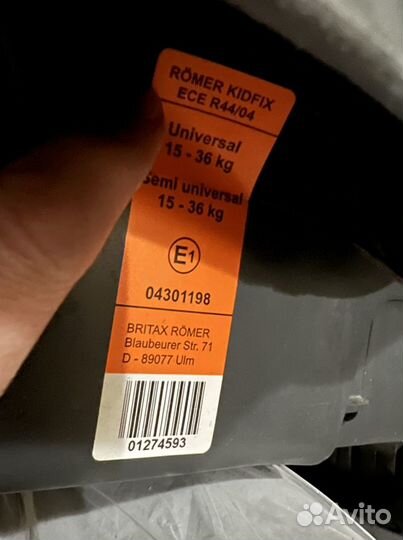 RÖMER KIDFIX
ECE R44/04
Universal
15 - 36 kg
Semi universal
15 - 36 kg
E1
04301198
BRITAX RÖMER
Blaubeurer Str. 71
D - 89077 Ulm
01274593
Avito